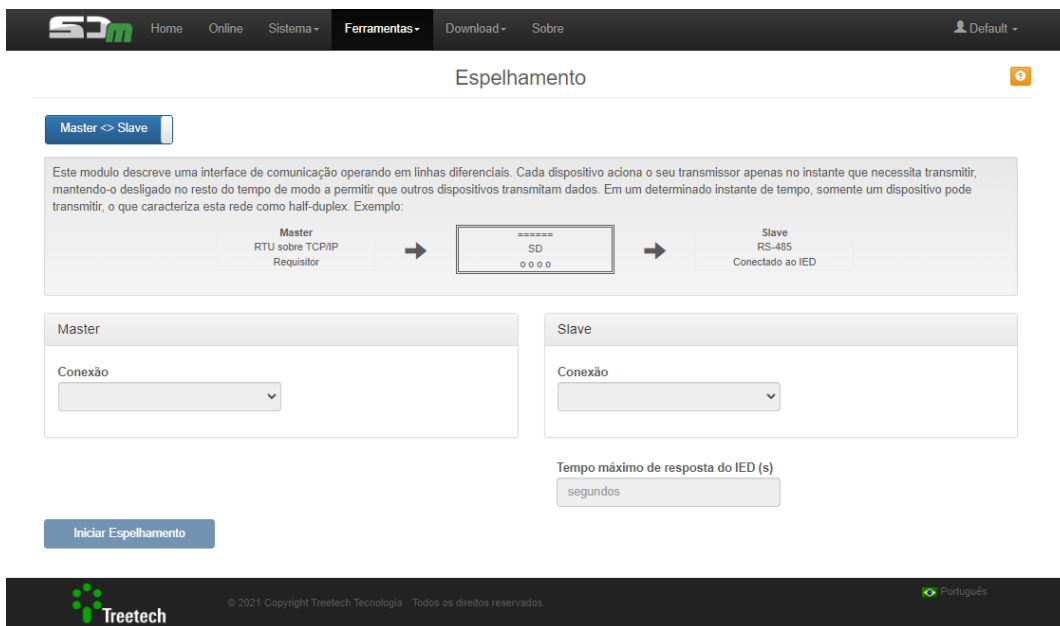 SDm Home Online Sistema Ferramentas Download Sobre Default
Espelhamento
?
Master <> Slave
Este modulo descreve uma interface de comunicação operando em linhas diferenciais. Cada dispositivo aciona o seu transmissor apenas no instante que necessita transmitir,
mantendo-o desligado no resto do tempo de modo a permitir que outros dispositivos transmitam dados. Em um determinado instante de tempo, somente um dispositivo pode
transmitir, o que caracteriza esta rede como half-duplex. Exemplo:
Master
RTU sobre TCP/IP
Requisitor
======
SD
o o o o
Slave
RS-485
Conectado ao IED
Master
Conexão
Slave
Conexão
Tempo máximo de resposta do IED (s)
segundos
Iniciar Espelhamento
Treetech
© 2021 Copyright Treetech Tecnologia - Todos os direitos reservados.
Português